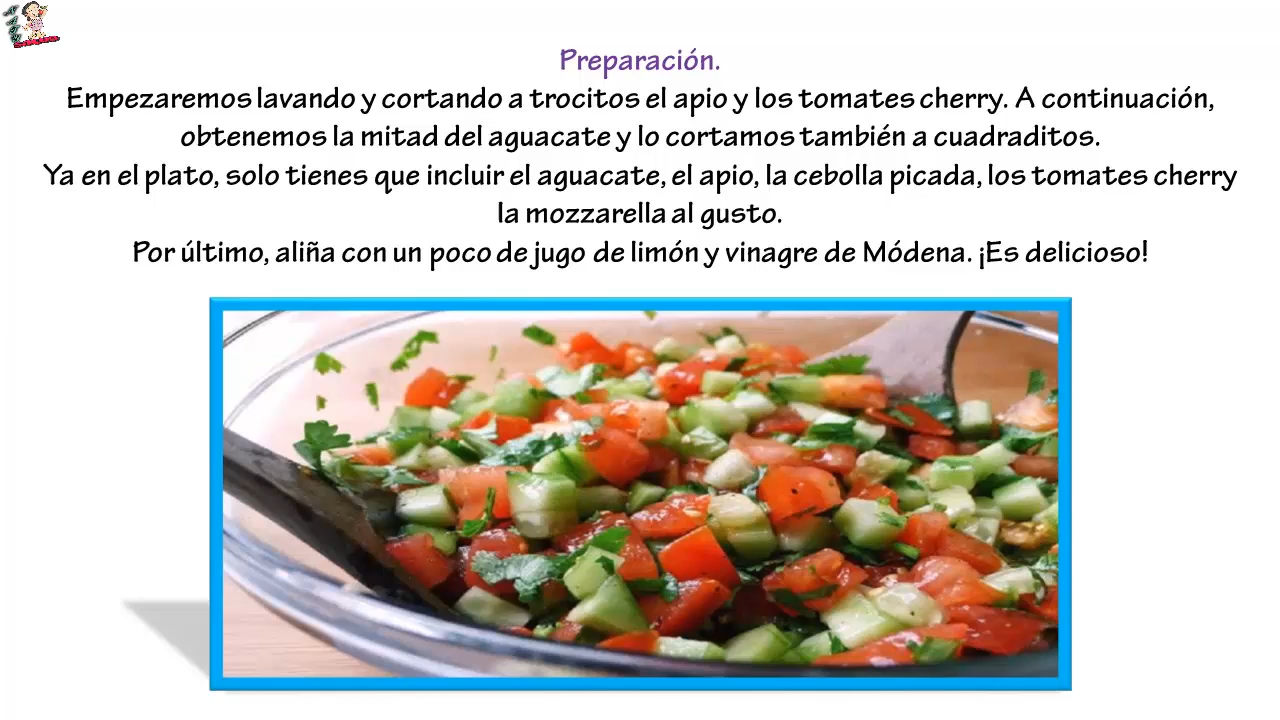 Preparación.
Empezaremos lavando y cortando a trocitos el apio y los tomates cherry. A continuación,
obtenemos la mitad del aguacate y lo cortamos también a cuadraditos.
Ya en el plato, solo tienes que incluir el aguacate, el apio, la cebolla picada, los tomates cherry
la mozzarella al gusto.
Por último, aliña con un poco de jugo de limón y vinagre de Módena. ¡Es delicioso!